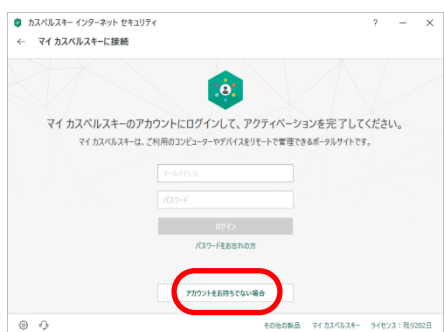 カスペルスキー インターネット セキュリティ
? — ×
← マイ カスペルスキーに接続
マイ カスペルスキーのアカウントにログインして、アクティベーションを完了してください。
マイ カスペルスキーは、ご利用のコンピューターやデバイスをリモートで管理できるポータルサイトです。
メールアドレス
パスワード
ログイン
パスワードをお忘れの方
アカウントをお持ちでない場合
その他の製品 マイ カスペルスキー ライセンス：残り202日